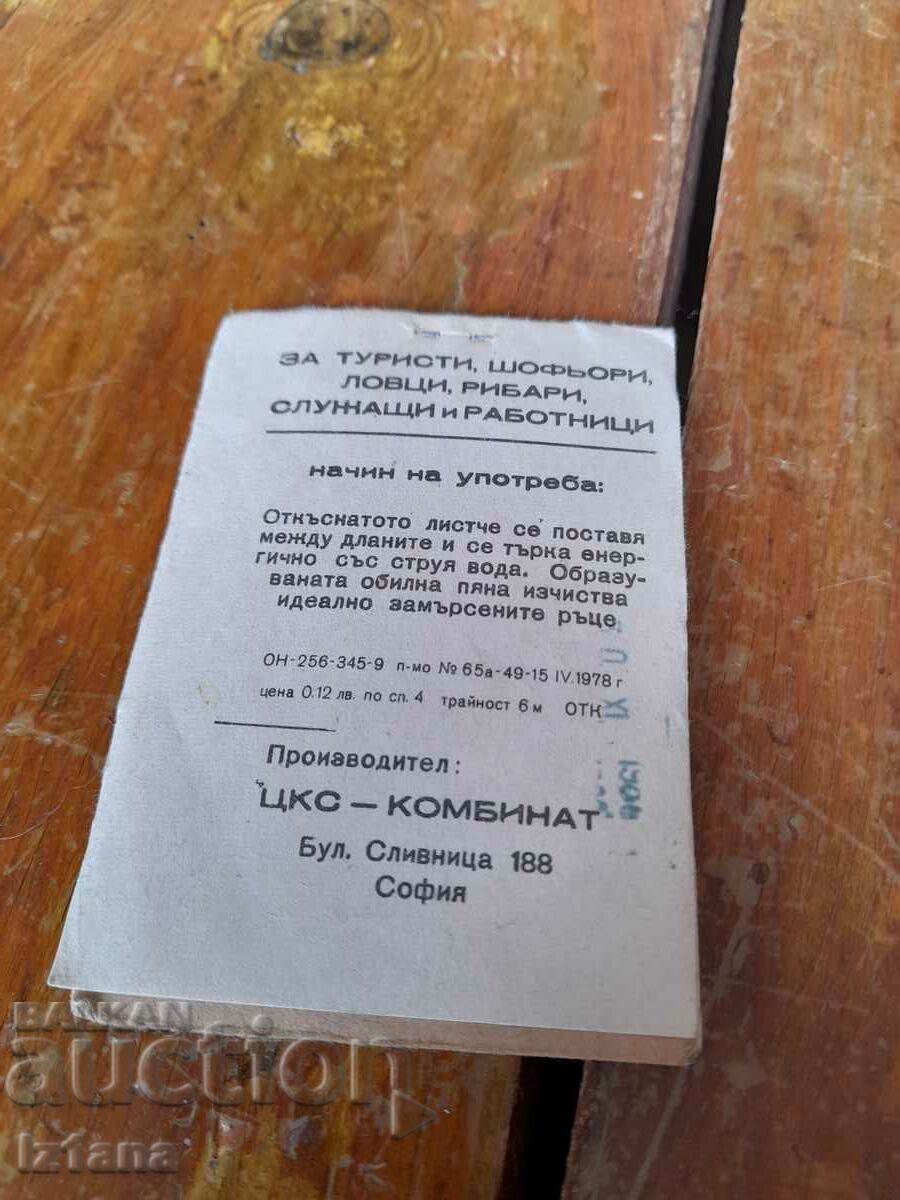 ЗА ТУРИСТИ, ШОФЬОРИ,
ЛОВЦИ, РИБАРИ,
СЛУЖАЩИ и РАБОТНИЦИ
начин на употреба:
Откъснатото листче се поставя
между дланите и се търка енер-
гично със струя вода. Образу-
ваната обилна пяна изчиства
идеално замърсените ръце
ОН-256-345-9 п-мо № 65а-49-15 IV.1978 г
цена 0.12 лв. по сп. 4 трайност 6 м ОТК
Производител:
ЦКС — КОМБИНАТ
Бул. Сливница 188
София
BALKAN
auction
Iztana